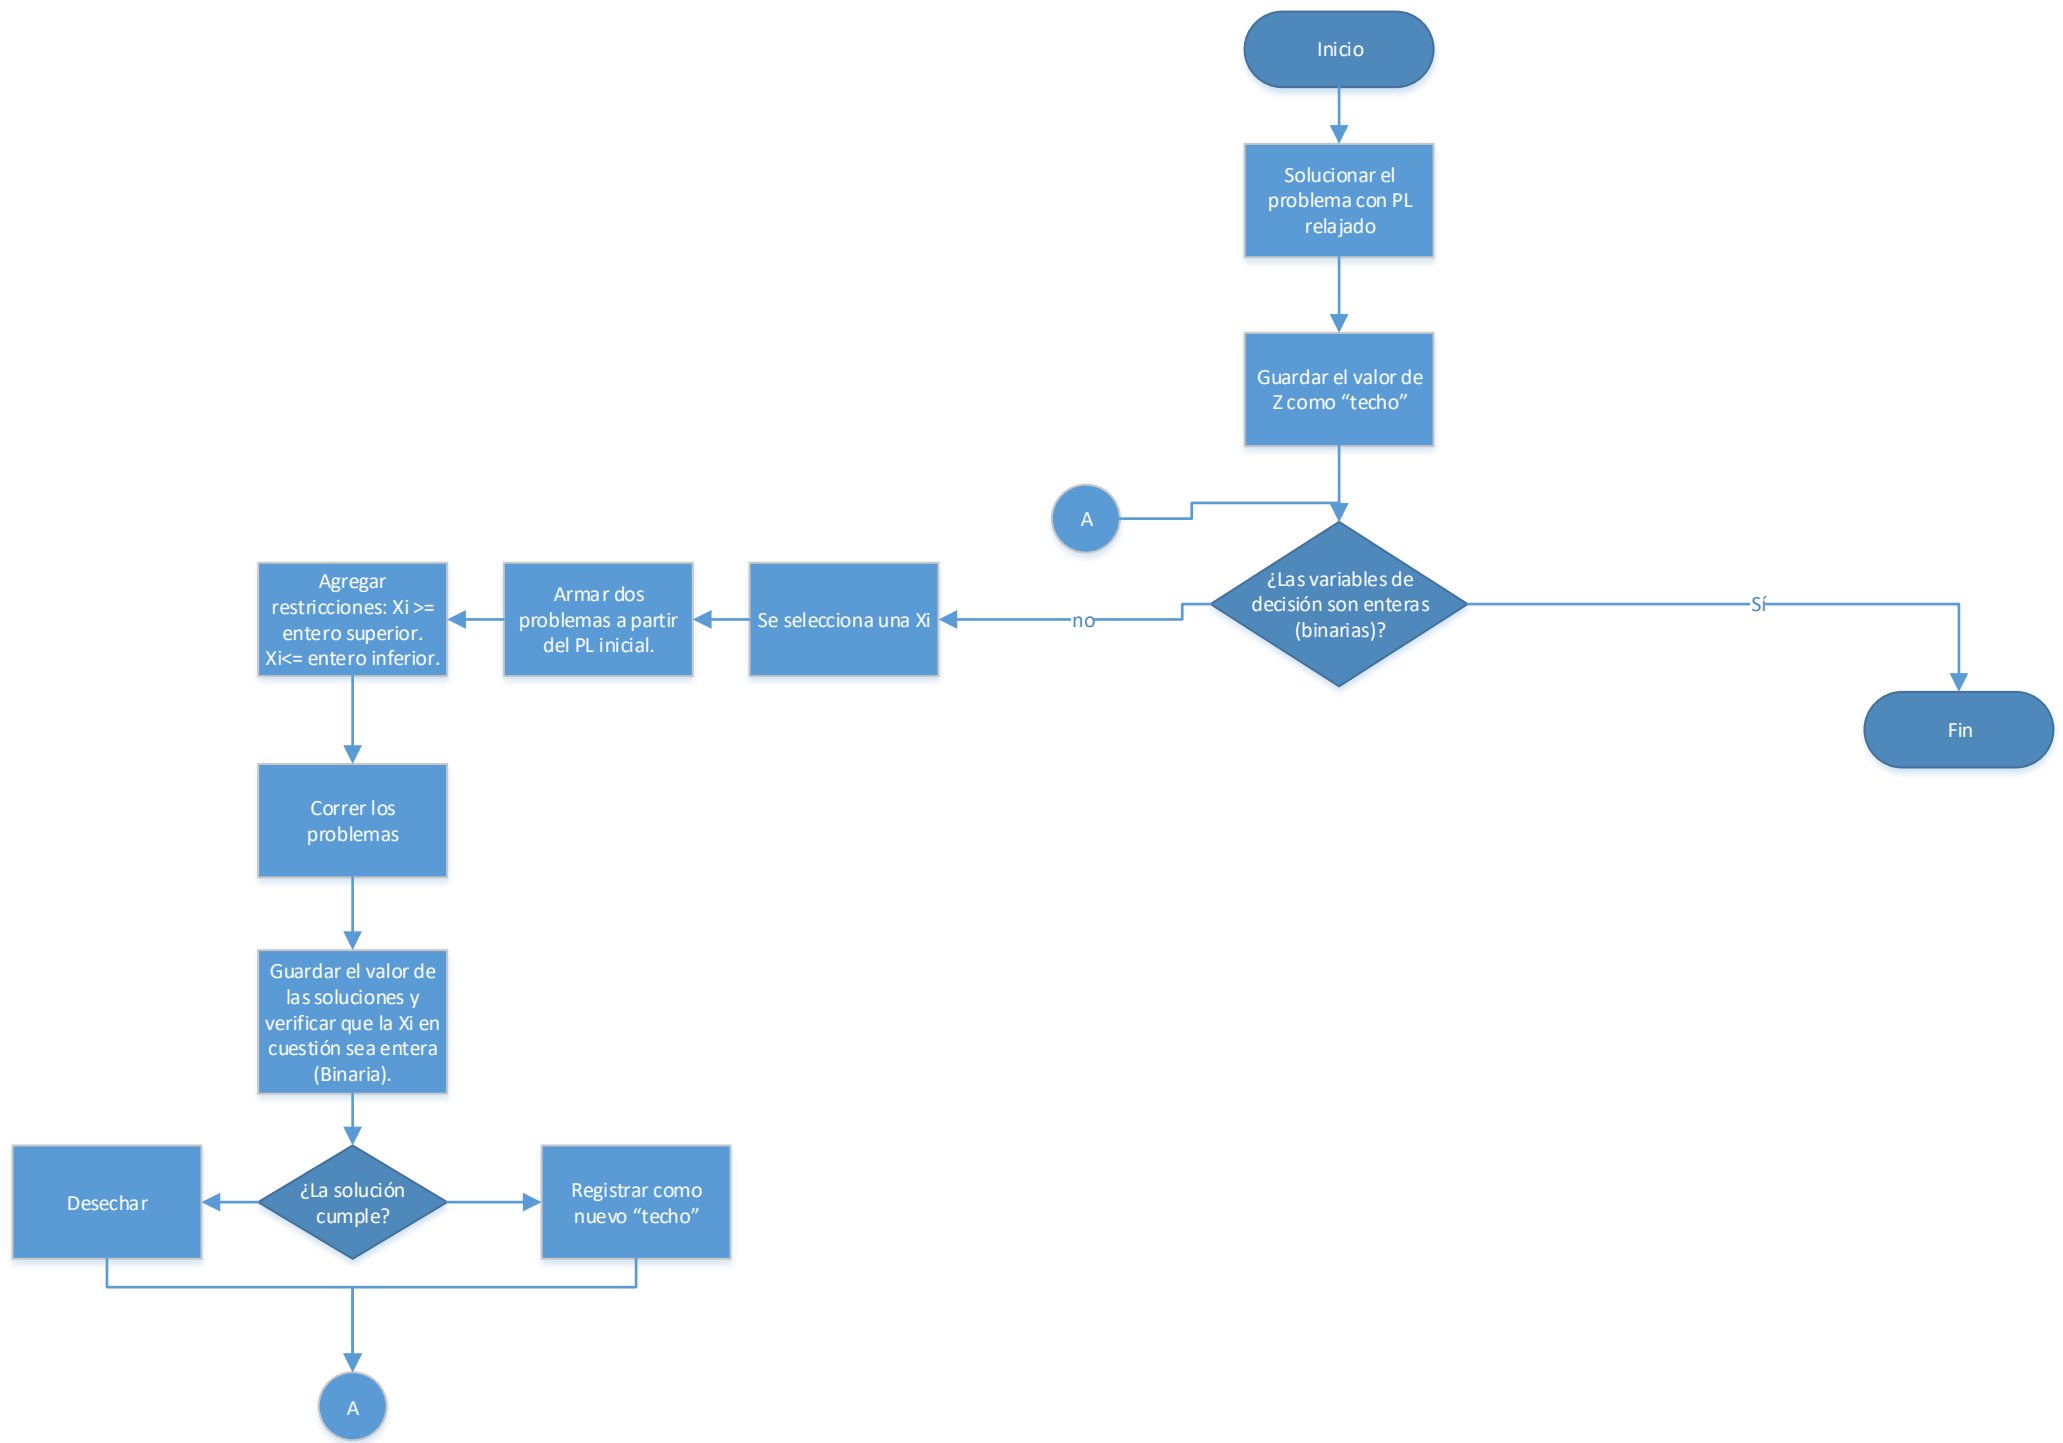 Inicio
Solucionar el
problema con PL
relajado
Guardar el valor de
Z como “techo”
A
¿Las variables de
decisión son enteras
(binarias)?
Sí
Fin
no
Se selecciona una Xi
Armar dos
problemas a partir
del PL inicial.
Agregar
restricciones: Xi >=
entero superior.
Xi<= entero inferior.
Correr los
problemas
Guardar el valor de
las soluciones y
verificar que la Xi en
cuestión sea entera
(Binaria).
¿La solución
cumple?
Desechar
Registrar como
nuevo “techo”
A